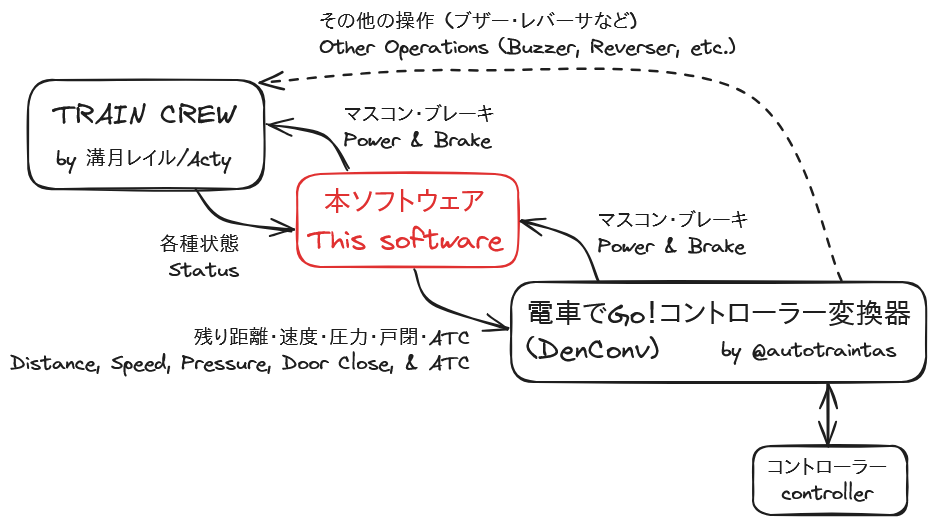 その他の操作 (ブザー・レバーサなど)
Other Operations (Buzzer, Reverser, etc.)
TRAIN CREW
by 溝月レイル/Acty
マスコン・ブレーキ
Power & Brake
本ソフトウェア
This software
各種状態
Status
マスコン・ブレーキ
Power & Brake
電車でGo!コントローラー変換器
(DenConv) by @autotraintas
残り距離・速度・圧力・戸閉・ATC
Distance, Speed, Pressure, Door Close, & ATC
コントローラー
controller